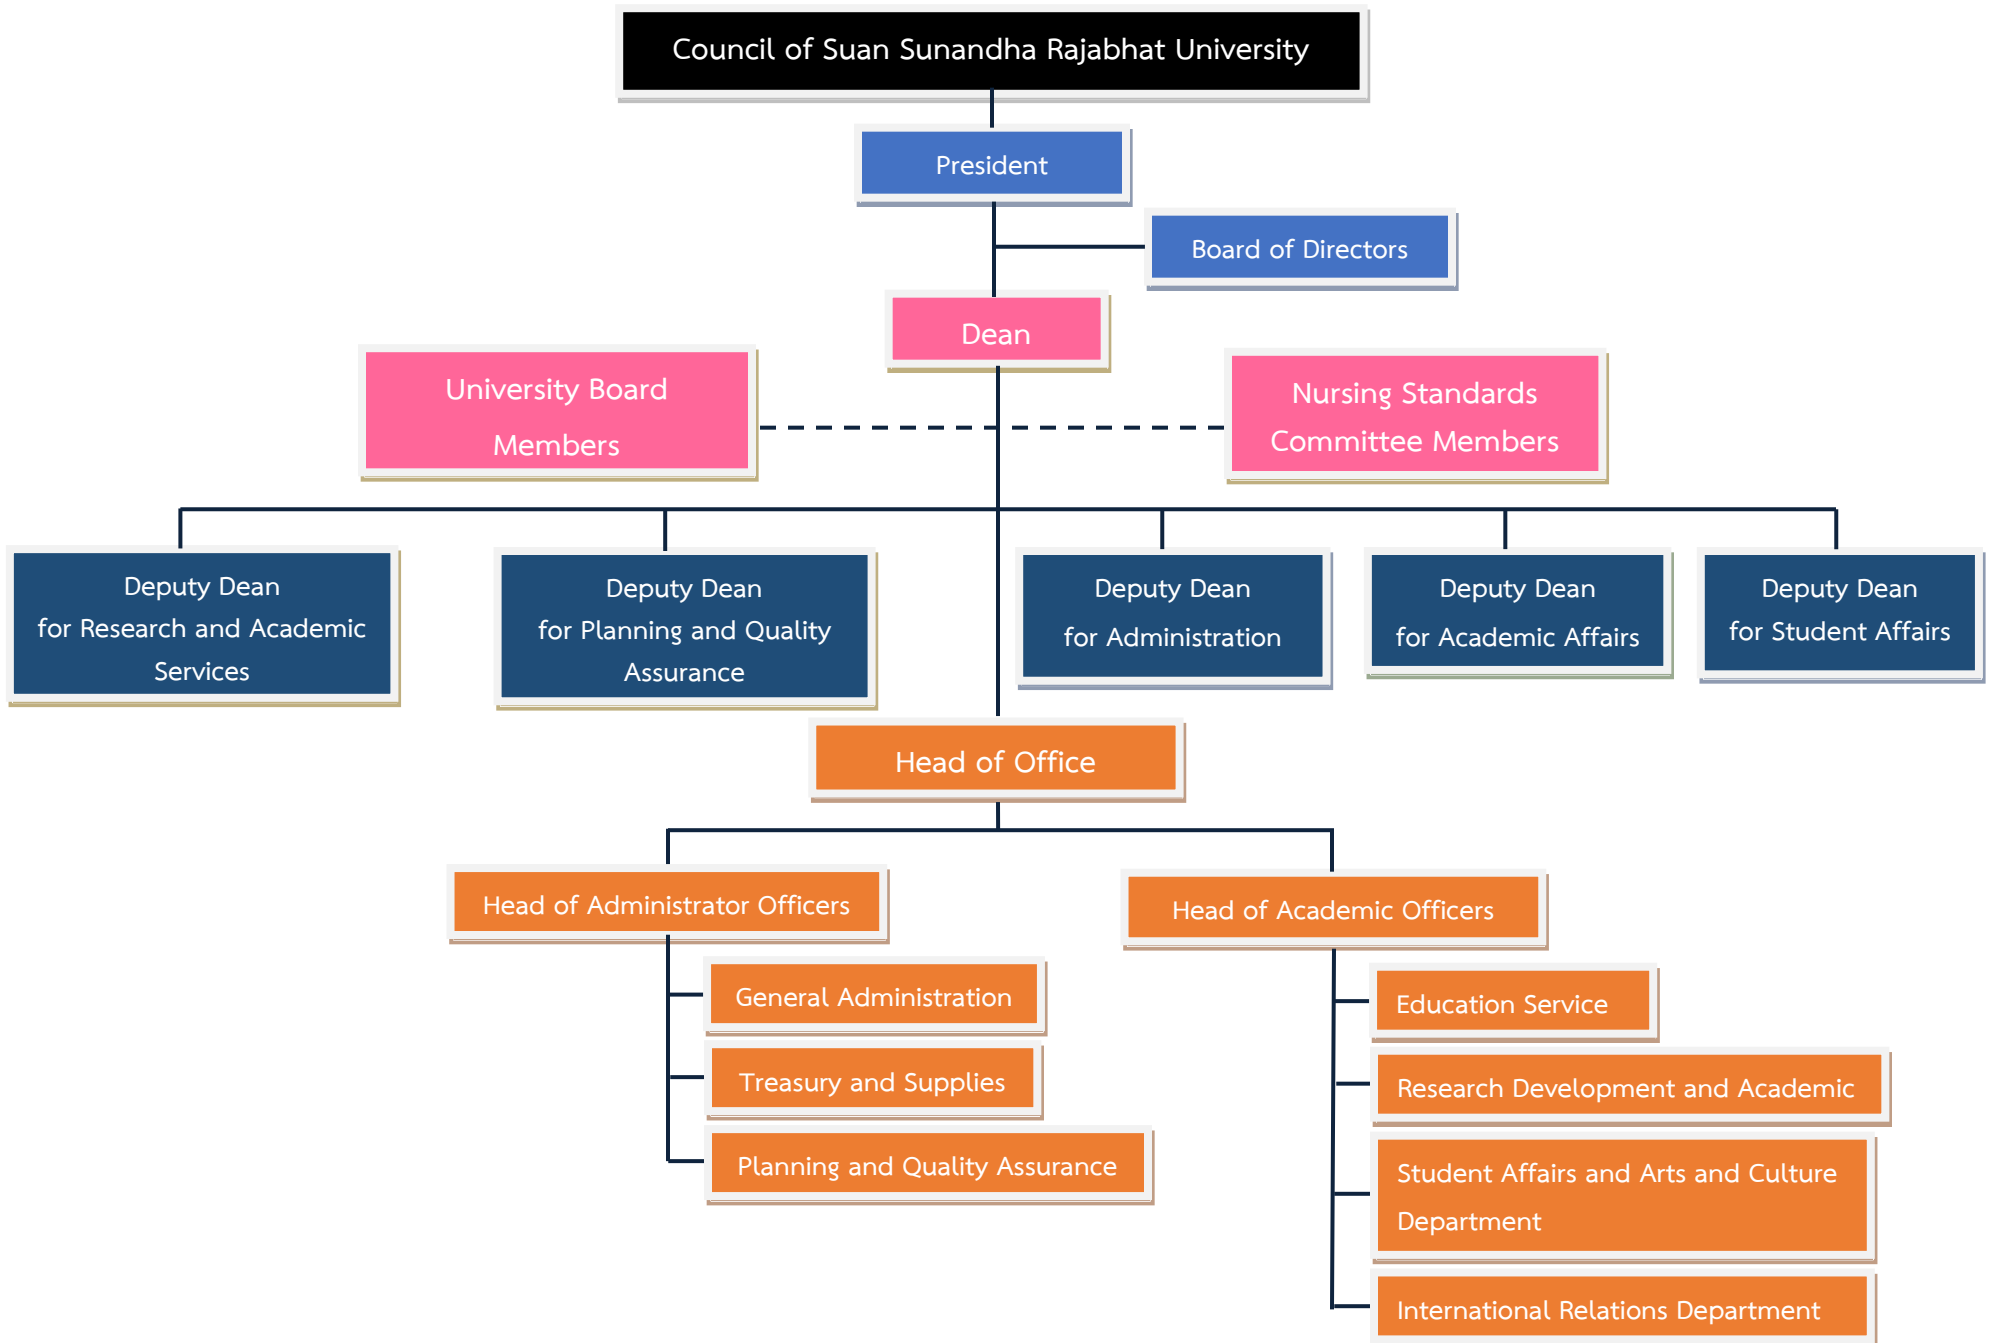 Council of Suan Sunandha Rajabhat University
President
Board of Directors
Dean
University Board
Members
Nursing Standards
Committee Members
Deputy Dean
for Research and Academic
Services
Deputy Dean
for Planning and Quality
Assurance
Deputy Dean
for Administration
Deputy Dean
for Academic Affairs
Deputy Dean
for Student Affairs
Head of Office
Head of Administrator Officers
General Administration
Treasury and Supplies
Planning and Quality Assurance
Head of Academic Officers
Education Service
Research Development and Academic
Student Affairs and Arts and Culture
Department
International Relations Department